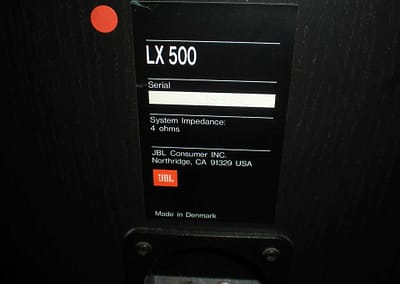 LX 500
Serial
System Impedance:
4 ohms
JBL Consumer INC.
Northridge, CA 91329 USA
JBL
Made in Denmark